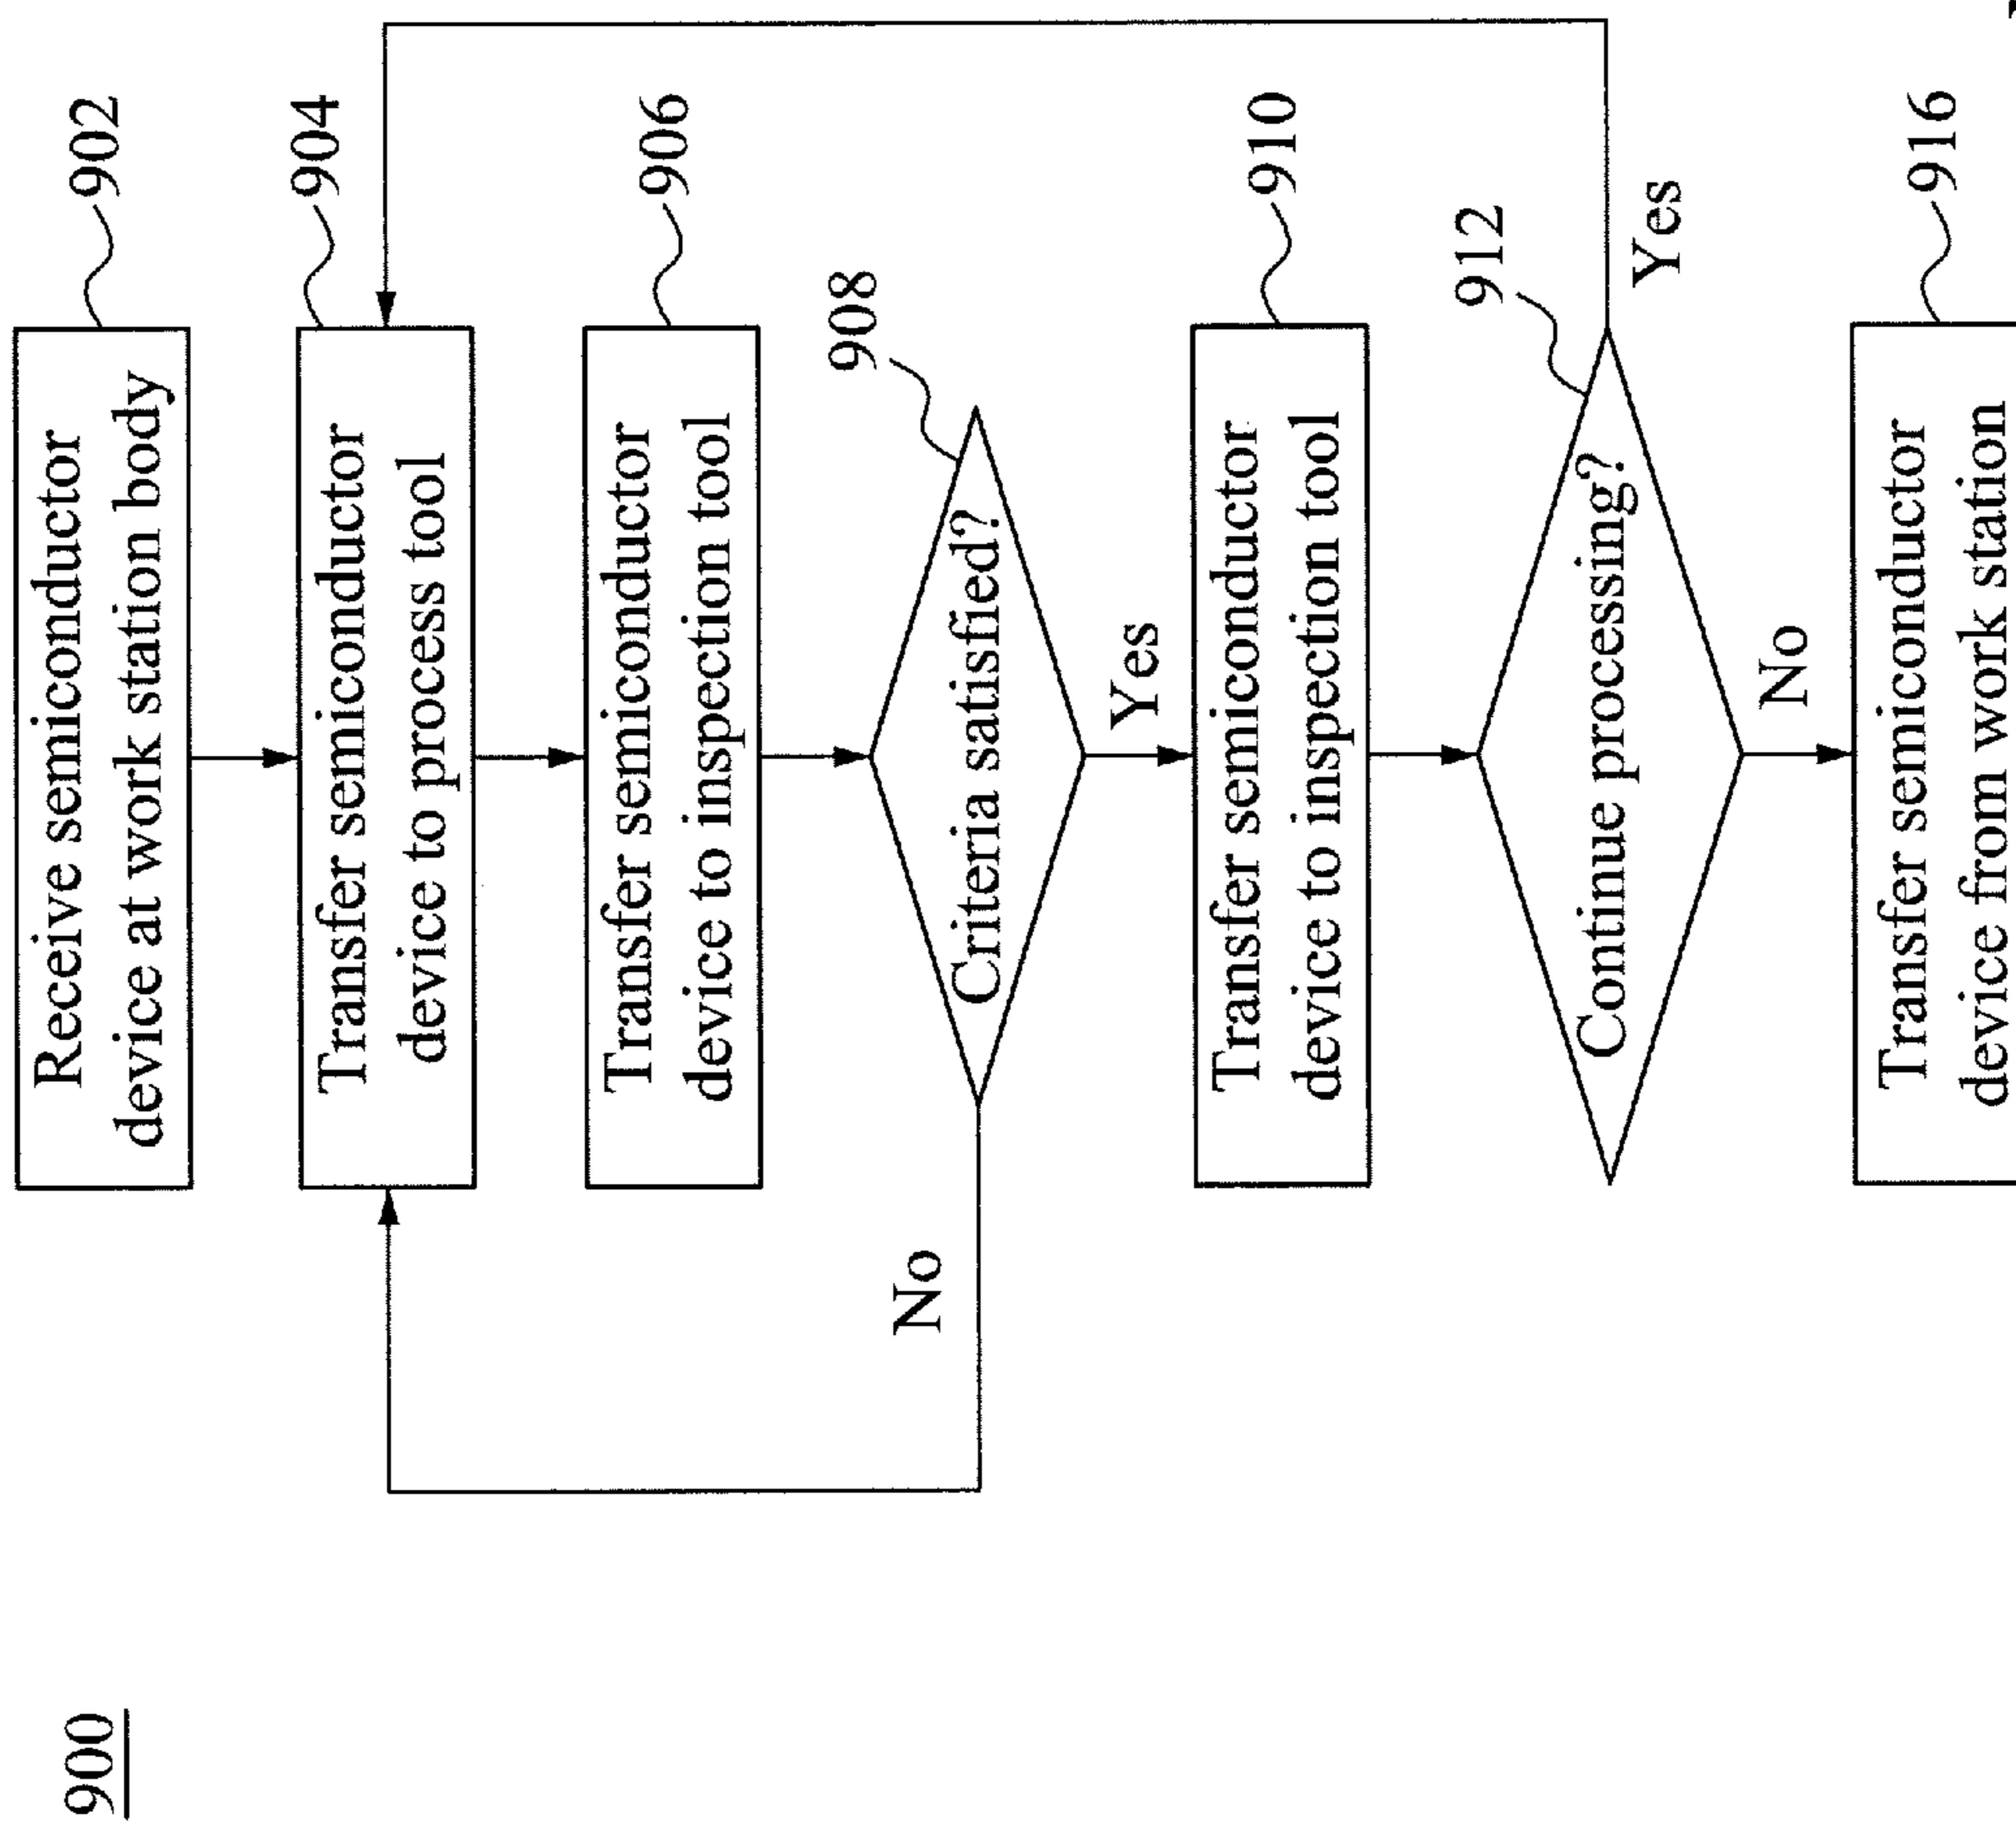 900
Receive semiconductor
device at work station body
902
Transfer semiconductor
device to process tool
904
Transfer semiconductor
device to inspection tool
906
Criteria satisfied?
908
No
Yes
Transfer semiconductor
device to inspection tool
910
Continue processing?
912
Yes
No
Transfer semiconductor
device from work station
916